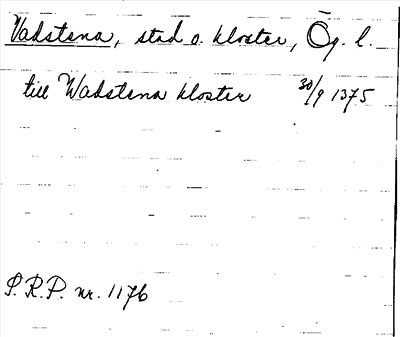 Vadstena, stad o. kloster, Ög. l.
till Wadstena kloster 30/9 1375
S.R.P. nr. 1176